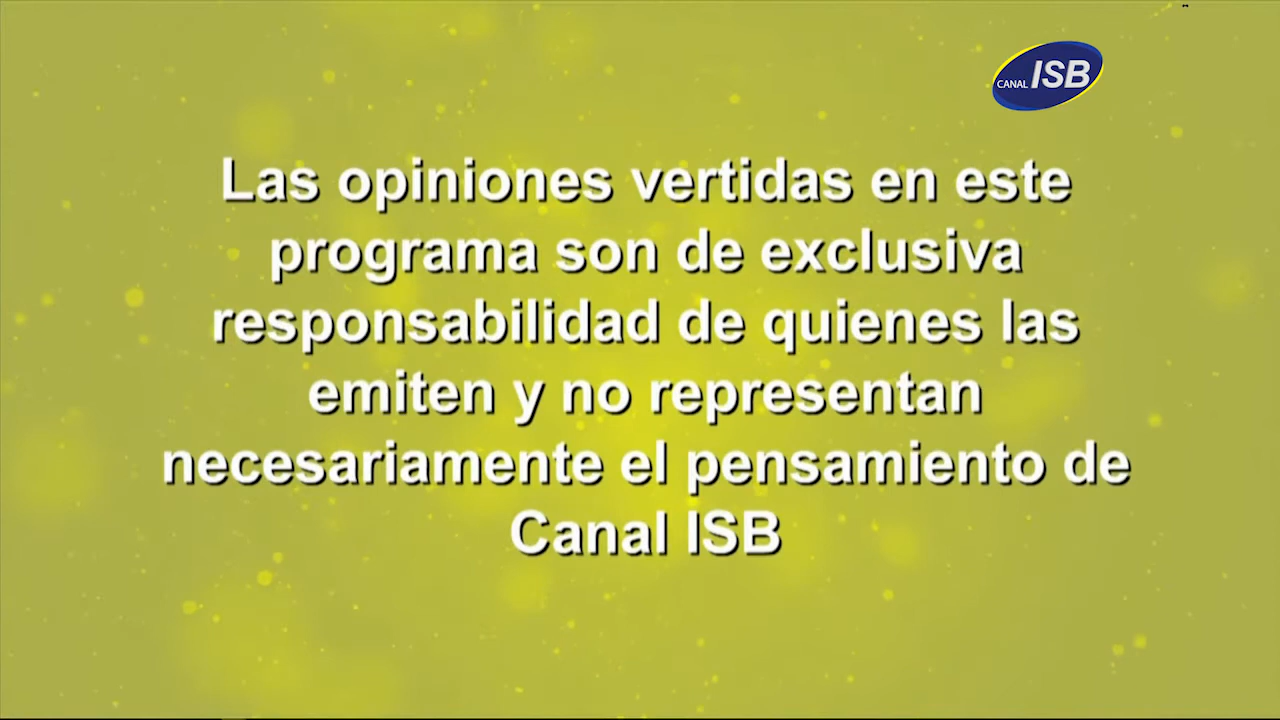 CANAL ISB
Las opiniones vertidas en este
programa son de exclusiva
responsabilidad de quienes las
emiten y no representan
necesariamente el pensamiento de
Canal ISB